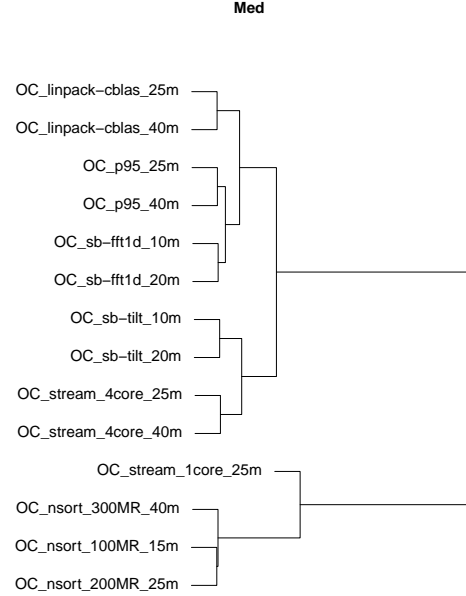 Med
OC_linpack−cblas_25m
OC_linpack−cblas_40m
OC_p95_25m
OC_p95_40m
OC_sb−fft1d_10m
OC_sb−fft1d_20m
OC_sb−tilt_10m
OC_sb−tilt_20m
OC_stream_4core_25m
OC_stream_4core_40m
OC_stream_1core_25m
OC_nsort_300MR_40m
OC_nsort_100MR_15m
OC_nsort_200MR_25m